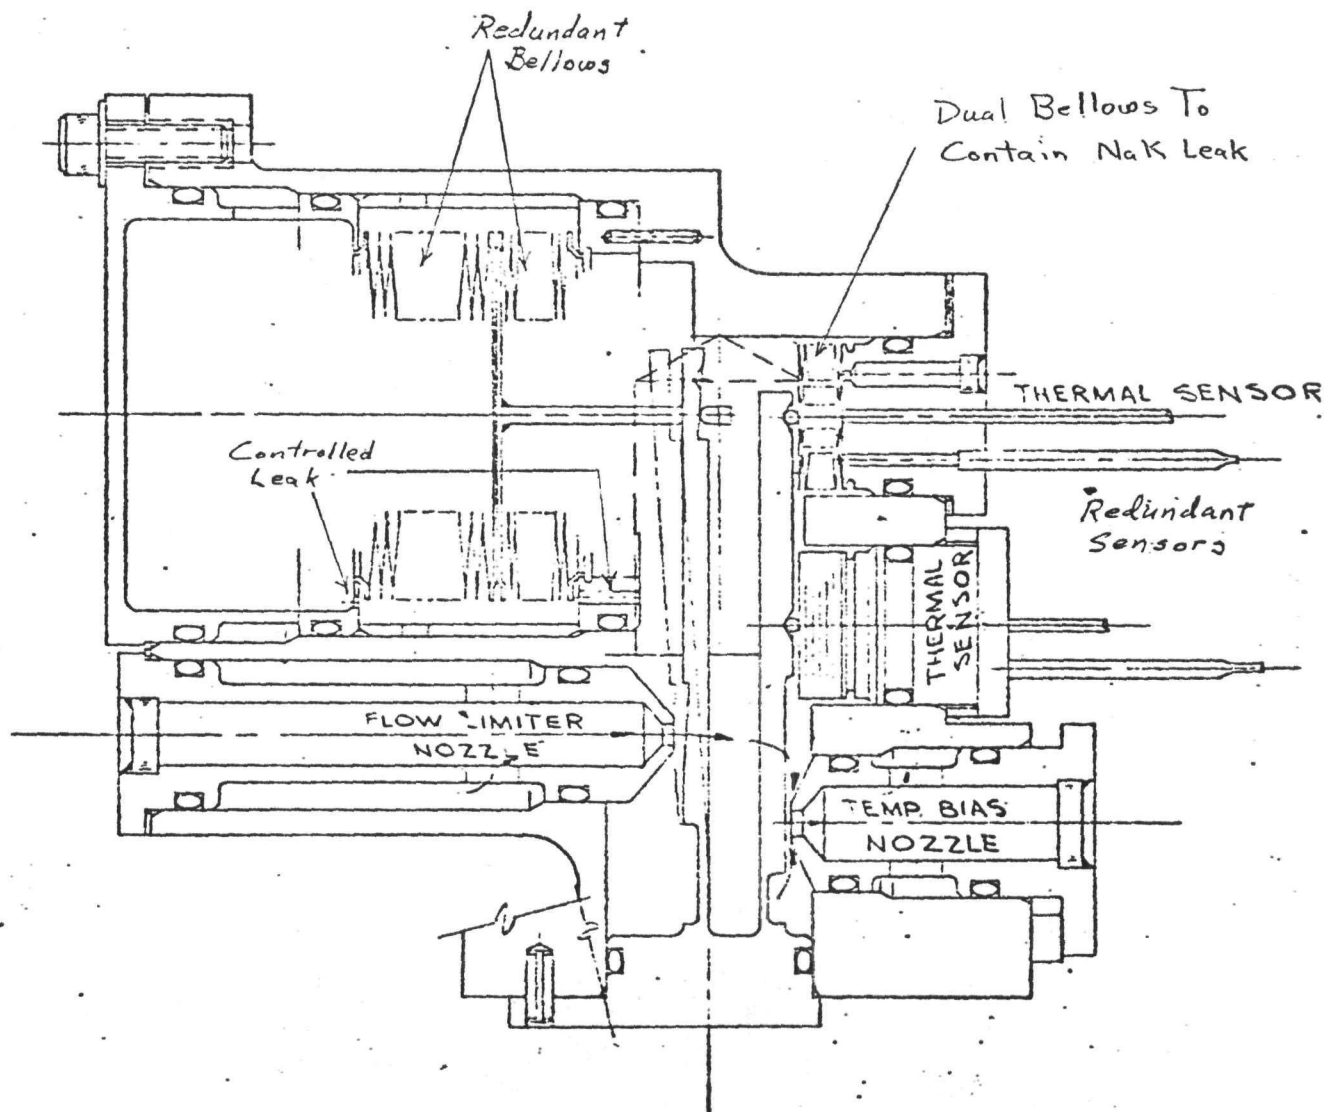 Redundant
Bellows
Dual Bellows To
Contain NaK Leak
THERMAL SENSOR
Controlled
Leak
Redundant
Sensors
THERMAL
SENSOR
FLOW LIMITER
NOZZLE
TEMP. BIAS
NOZZLE